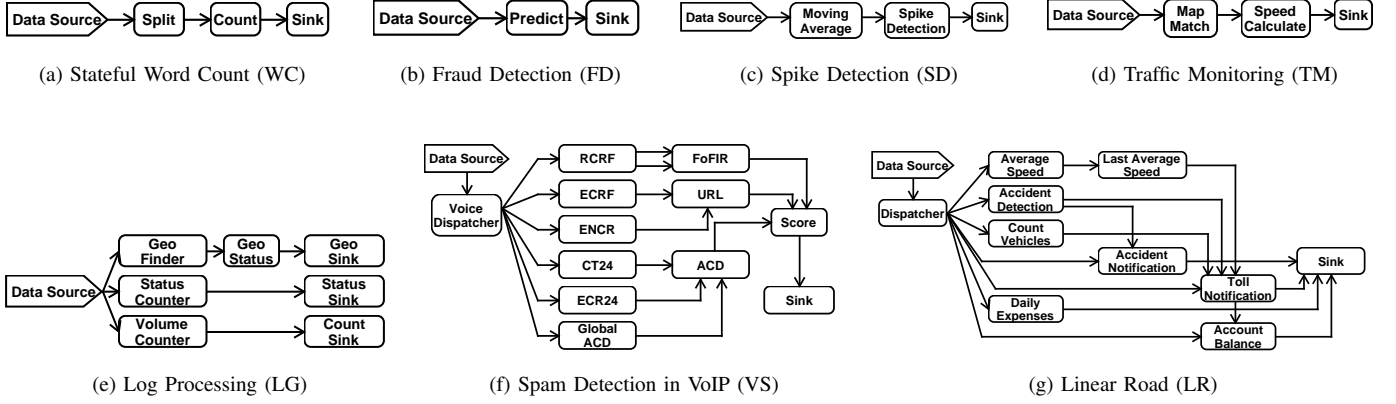 Data Source
Split
Count
Sink
(a) Stateful Word Count (WC)
Data Source
Predict
Sink
(b) Fraud Detection (FD)
Data Source
Moving
Average
Spike
Detection
Sink
(c) Spike Detection (SD)
Data Source
Map
Match
Speed
Calculate
Sink
(d) Traffic Monitoring (TM)
Data Source
Geo
Finder
Geo
Status
Geo
Sink
Status
Counter
Status
Sink
Volume
Counter
Count
Sink
(e) Log Processing (LG)
Data Source
Voice
Dispatcher
RCRF
FoFIR
ECRF
URL
ENCR
CT24
ACD
ECR24
Global
ACD
Score
Sink
(f) Spam Detection in VoIP (VS)
Data Source
Dispatcher
Average
Speed
Last Average
Speed
Accident
Detection
Count
Vehicles
Accident
Notification
Toll
Notification
Daily
Expenses
Account
Balance
Sink
(g) Linear Road (LR)